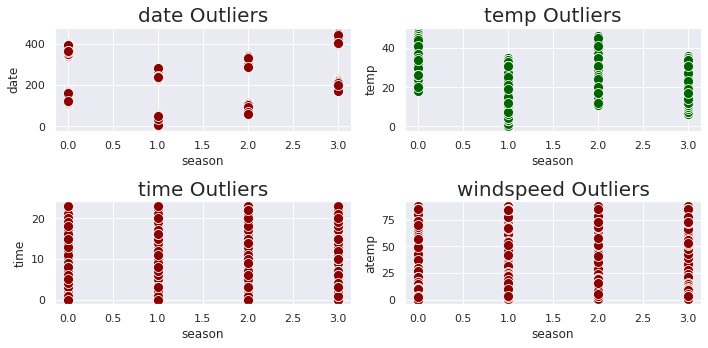 date Outliers
temp Outliers
400
200
0
date
0.0 0.5 1.0 1.5 2.0 2.5 3.0
season
40
20
0
temp
0.0 0.5 1.0 1.5 2.0 2.5 3.0
season
time Outliers
windspeed Outliers
20
10
0
time
0.0 0.5 1.0 1.5 2.0 2.5 3.0
season
75
50
25
0
atemp
0.0 0.5 1.0 1.5 2.0 2.5 3.0
season